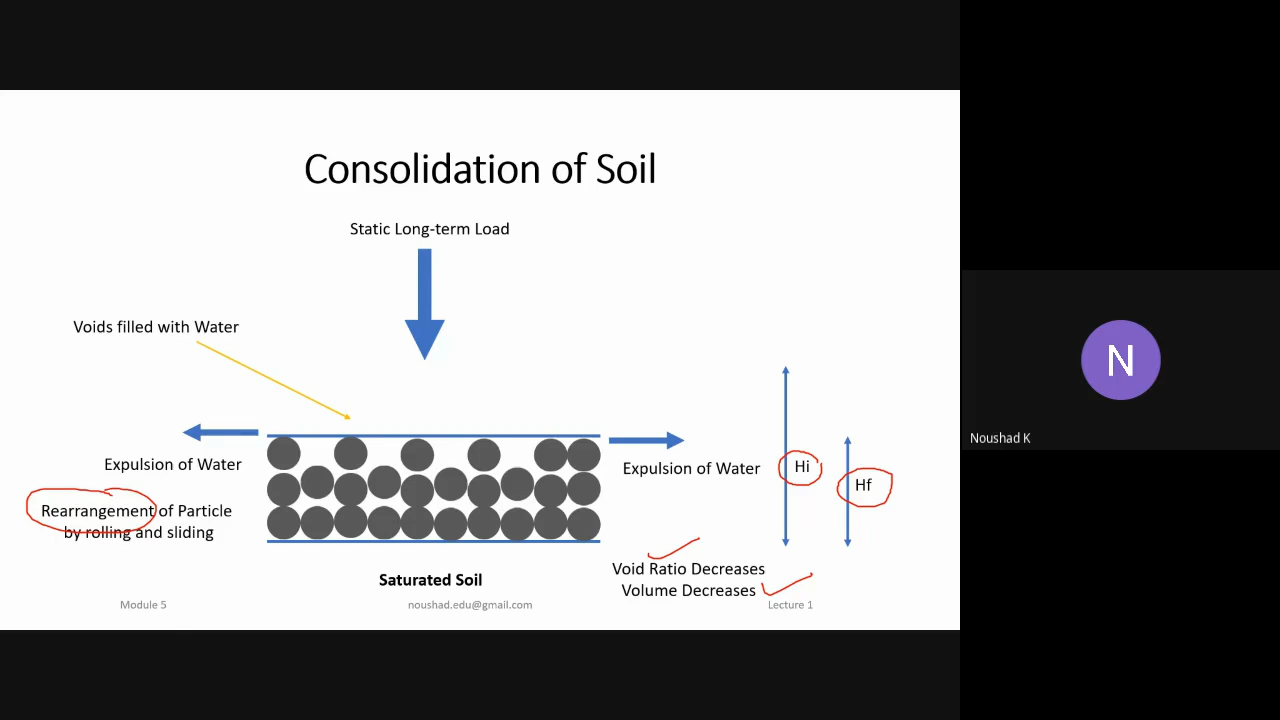 Consolidation of Soil
Static Long-term Load
Voids filled with Water
Expulsion of Water
Rearrangement of Particle
by rolling and sliding
Expulsion of Water
Hi
Hf
Void Ratio Decreases
Volume Decreases
Saturated Soil
Module 5
noushad.edu@gmail.com
Lecture 1
N
Noushad K